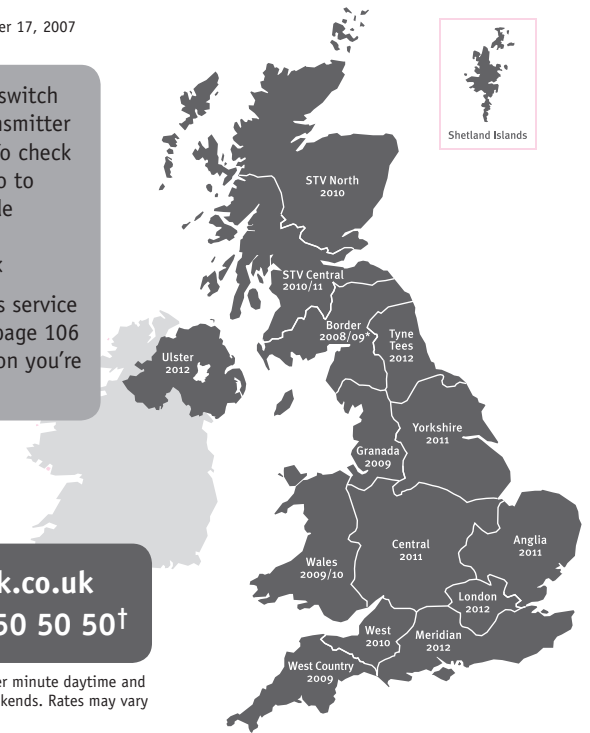 er 17, 2007
switch
nsmitter
o check
o to
le
k
s service
page 106
on you're
k.co.uk
50 50 50†
er minute daytime and
kends. Rates may vary
Shetland Islands
STV North
2010
STV Central
2010/11
Border
2008/09*
Tyne
Tees
2012
Ulster
2012
Yorkshire
2011
Granada
2009
Central
2011
Anglia
2011
Wales
2009/10
London
2012
West
2010
Meridian
2012
West Country
2009